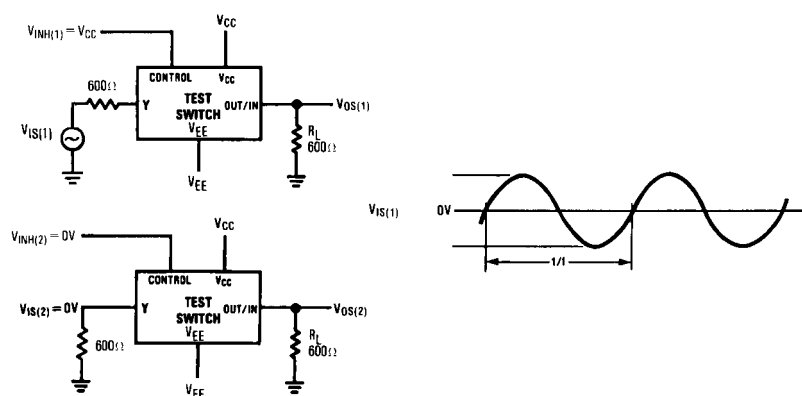 VCC
VINH(1) = VCC
CONTROL VCC
600Ω
Y TEST SWITCH OUT/IN VOS(1)
VIS(1)
VEE
RL
600Ω
VEE
VIS(1) 0V
1/f
VCC
VINH(2) = 0V
CONTROL VCC
VIS(2) = 0V Y TEST SWITCH OUT/IN VOS(2)
VEE
600Ω
RL
600Ω
VEE